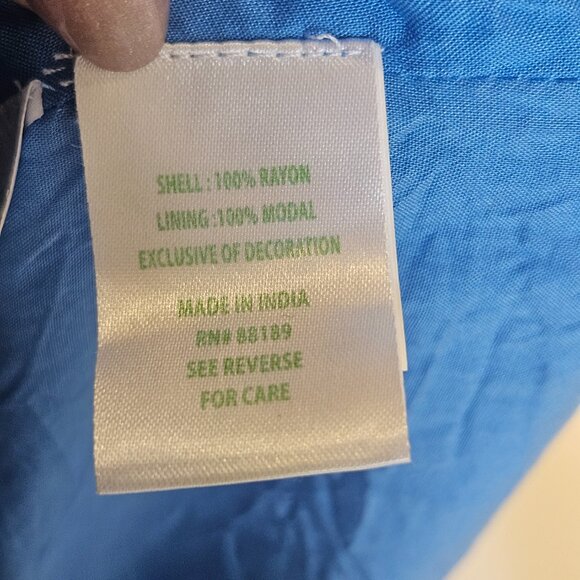 SHELL : 100% RAYON
LINING :100% MODAL
EXCLUSIVE OF DECORATION
MADE IN INDIA
RN# 88189
SEE REVERSE
FOR CARE